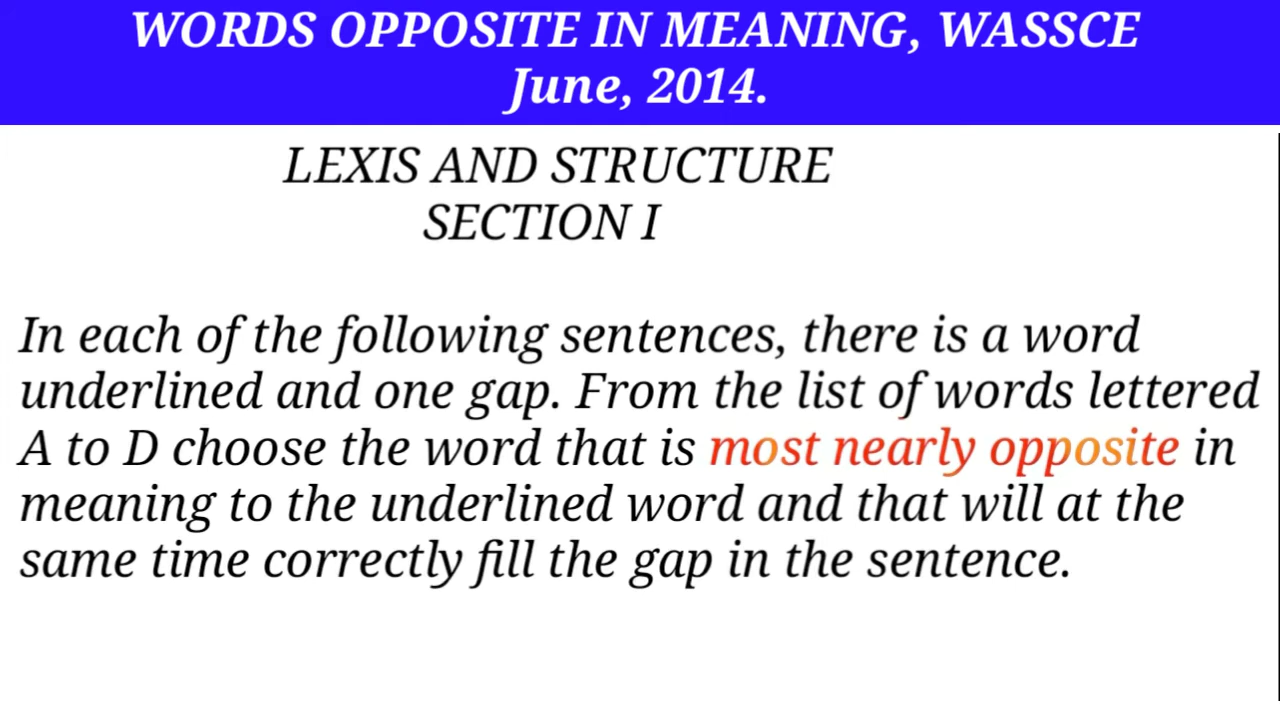 WORDS OPPOSITE IN MEANING, WASSCE
June, 2014.
LEXIS AND STRUCTURE
SECTION I
In each of the following sentences, there is a word
underlined and one gap. From the list of words lettered
A to D choose the word that is most nearly opposite in
meaning to the underlined word and that will at the
same time correctly fill the gap in the sentence.